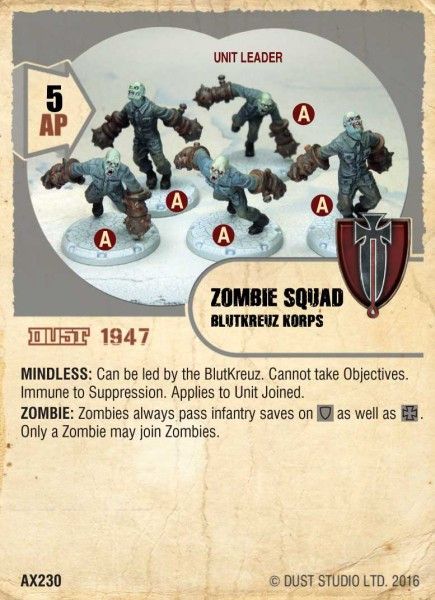 UNIT LEADER
5
AP
A
A
A
A
A
ZOMBIE SQUAD
BLUTKREUZ KORPS
DUST 1947
MINDLESS: Can be led by the BlutKreuz. Cannot take Objectives.
Immune to Suppression. Applies to Unit Joined.
ZOMBIE: Zombies always pass infantry saves on as well as .
Only a Zombie may join Zombies.
AX230
© DUST STUDIO LTD. 2016